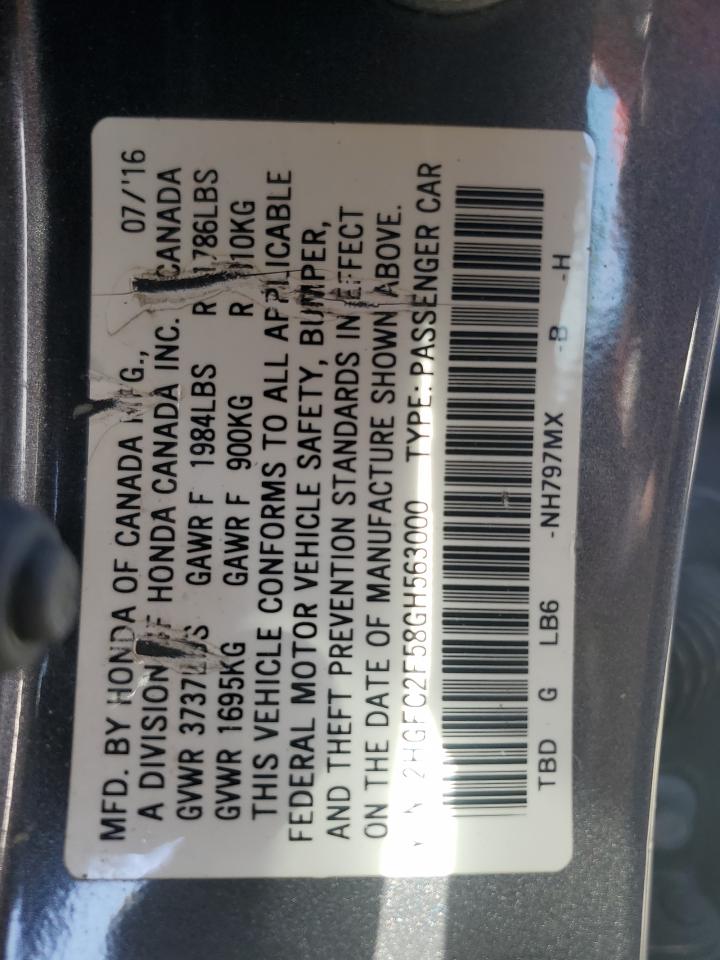 MFD. BY HONDA OF CANADA G., 07/'16
A DIVISION HONDA CANADA INC. CANADA
GVWR 3737 GAWR F 1984LBS R 786LBS
GVWR 1695KG GAWR F 900KG R 10KG
THIS VEHICLE CONFORMS TO ALL APPLICABLE
FEDERAL MOTOR VEHICLE SAFETY, BUMPER,
AND THEFT PREVENTION STANDARDS IN EFFECT
ON THE DATE OF MANUFACTURE SHOWN ABOVE.
2HGFC2F58GH563000 TYPE: PASSENGER CAR
TBD G LB6 -NH797MX -B -H